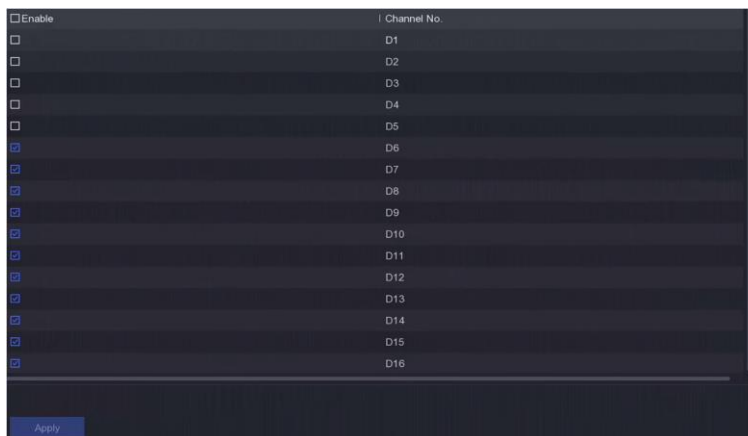 Enable Channel No.
D1
D2
D3
D4
D5
D6
D7
D8
D9
D10
D11
D12
D13
D14
D15
D16
Apply